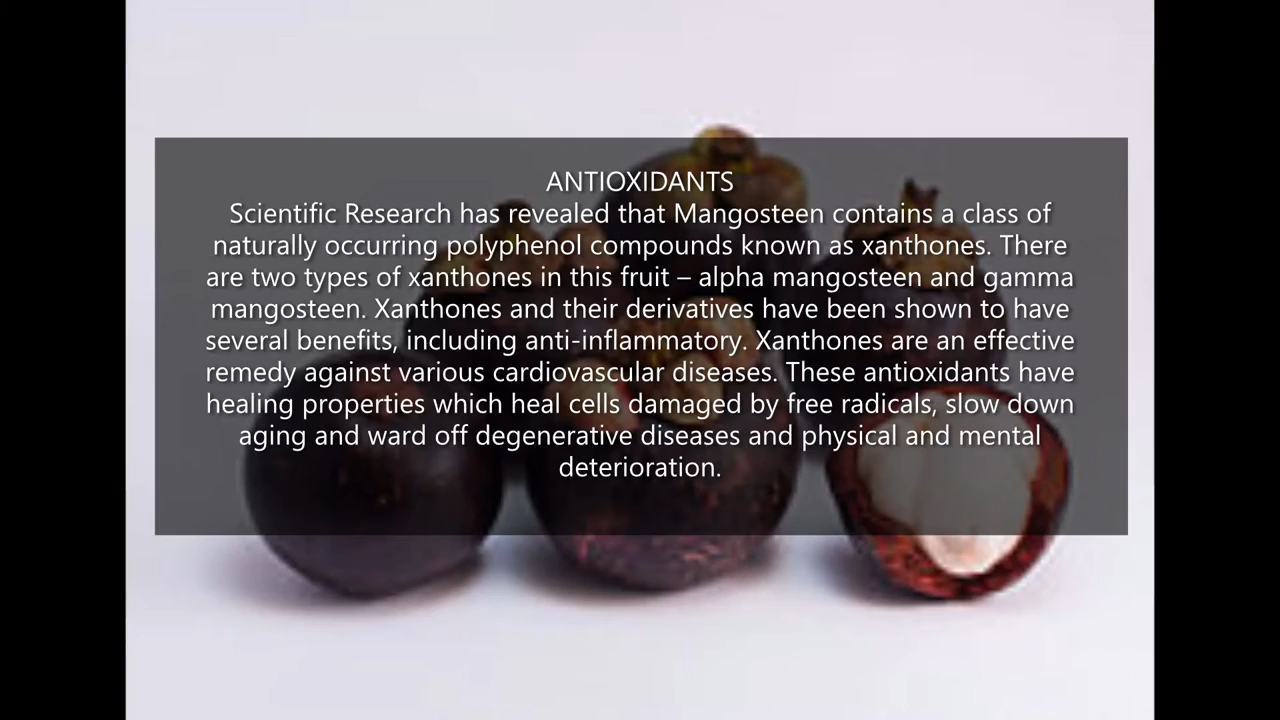 ANTIOXIDANTS
Scientific Research has revealed that Mangosteen contains a class of
naturally occurring polyphenol compounds known as xanthones. There
are two types of xanthones in this fruit – alpha mangosteen and gamma
mangosteen. Xanthones and their derivatives have been shown to have
several benefits, including anti-inflammatory. Xanthones are an effective
remedy against various cardiovascular diseases. These antioxidants have
healing properties which heal cells damaged by free radicals, slow down
aging and ward off degenerative diseases and physical and mental
deterioration.